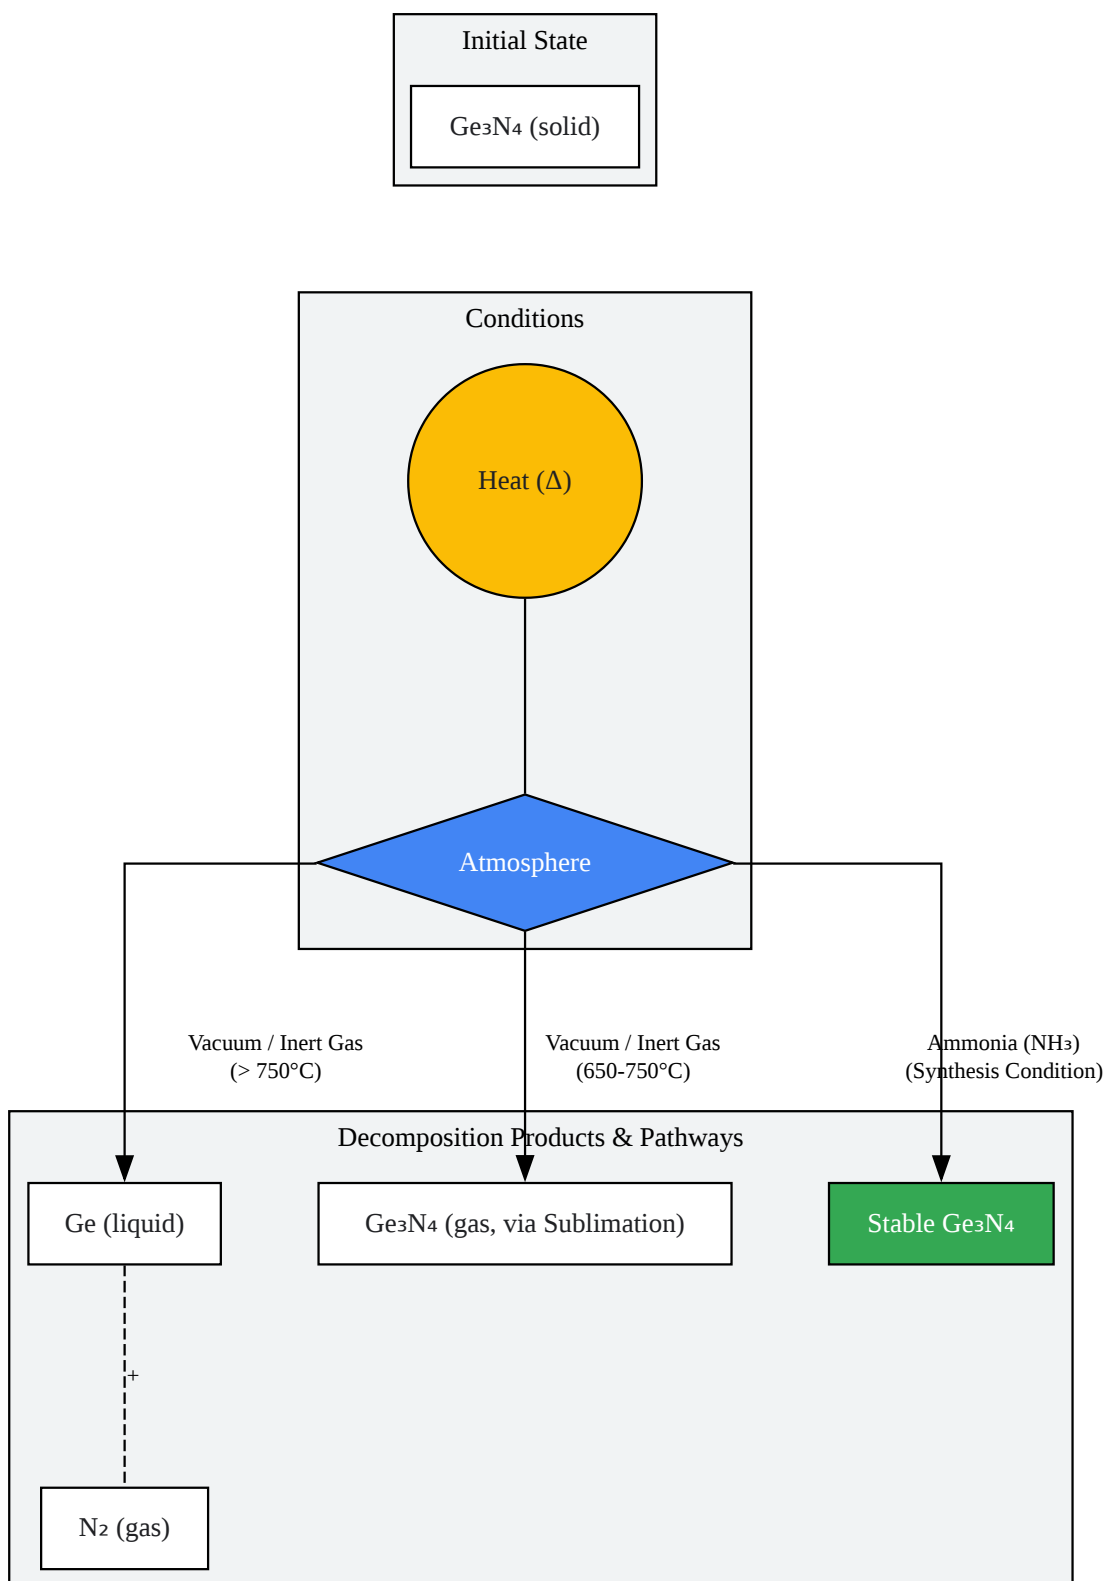 Initial State
Ge₃N₄ (solid)
Conditions
Heat (Δ)
Atmosphere
Vacuum / Inert Gas
(> 750°C)
Vacuum / Inert Gas
(650-750°C)
Ammonia (NH₃)
(Synthesis Condition)
Decomposition Products & Pathways
Ge (liquid)
Ge₃N₄ (gas, via Sublimation)
Stable Ge₃N₄
+
N₂ (gas)